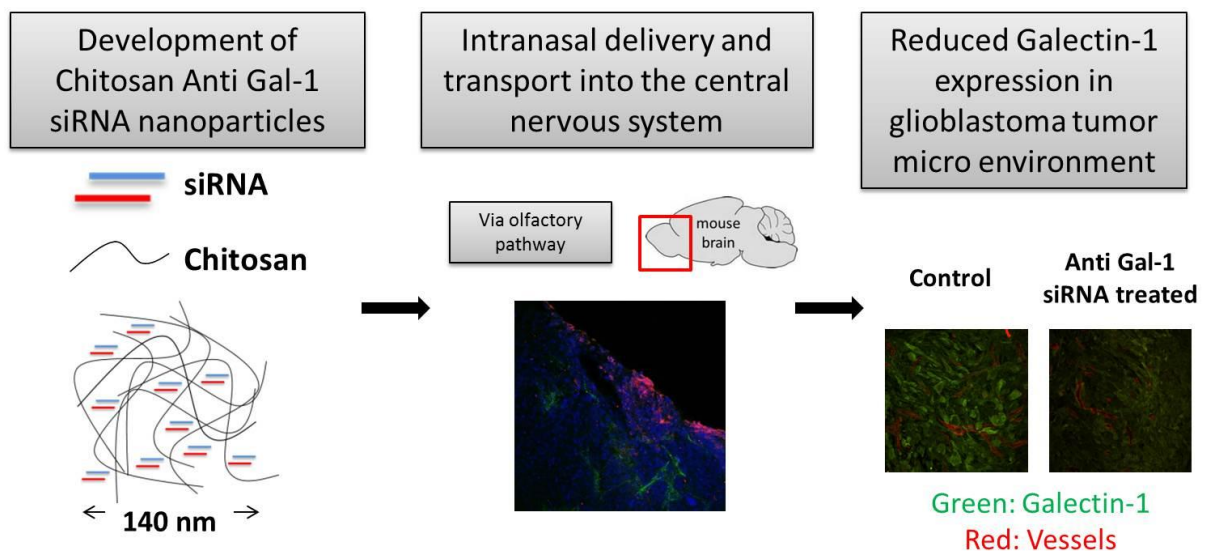 Development of
Chitosan Anti Gal-1
siRNA nanoparticles
siRNA
Chitosan
140 nm
Intranasal delivery and
transport into the central
nervous system
Via olfactory
pathway
mouse
brain
Reduced Galectin-1
expression in
glioblastoma tumor
micro environment
Control
Anti Gal-1
siRNA treated
Green: Galectin-1
Red: Vessels